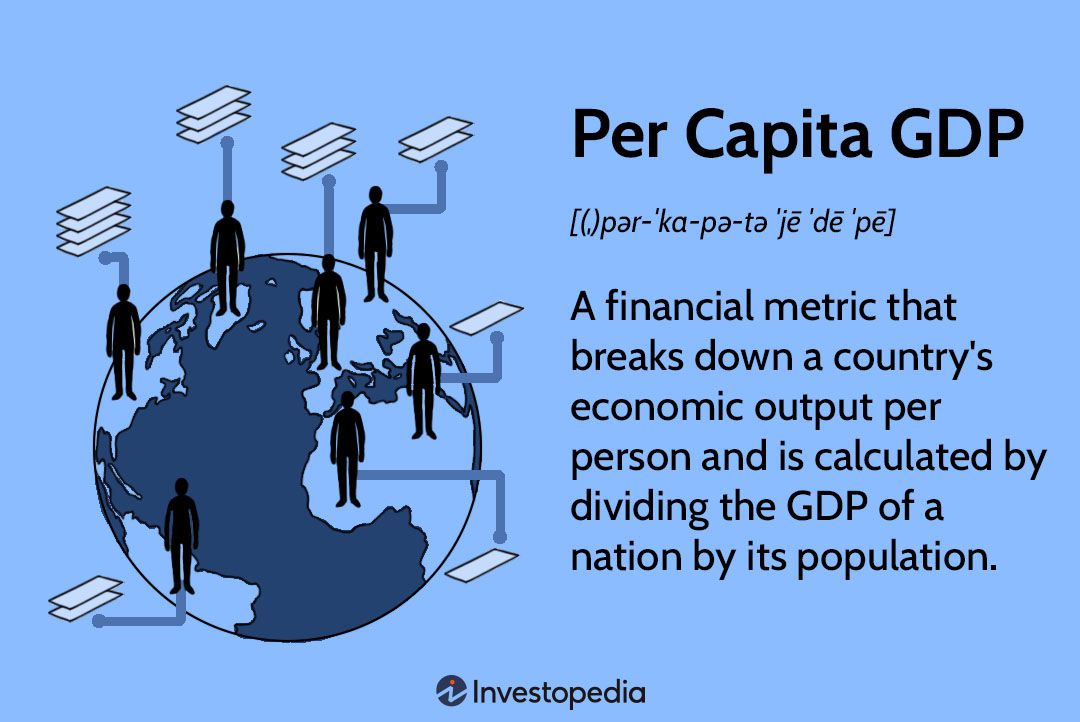 Per Capita GDP
[(ˌ)pər-ˈka-pə-tə ˈjē ˈdē ˈpē]
A financial metric that
breaks down a country's
economic output per
person and is calculated by
dividing the GDP of a
nation by its population.
Investopedia